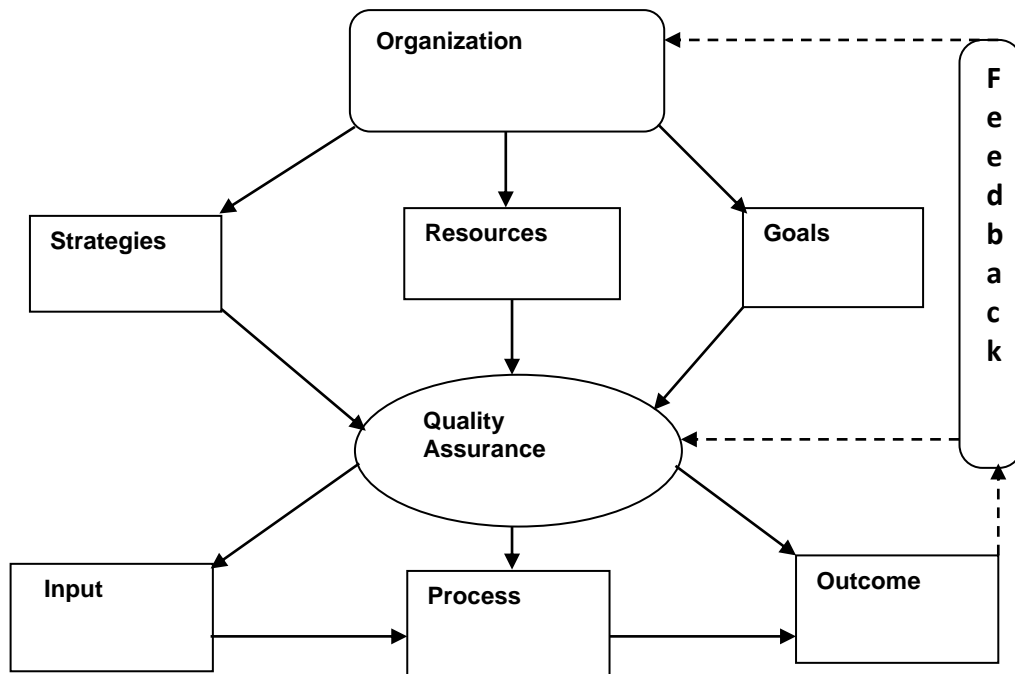 Organization
F
e
e
d
b
a
c
k
Strategies
Resources
Goals
Quality
Assurance
Input
Process
Outcome